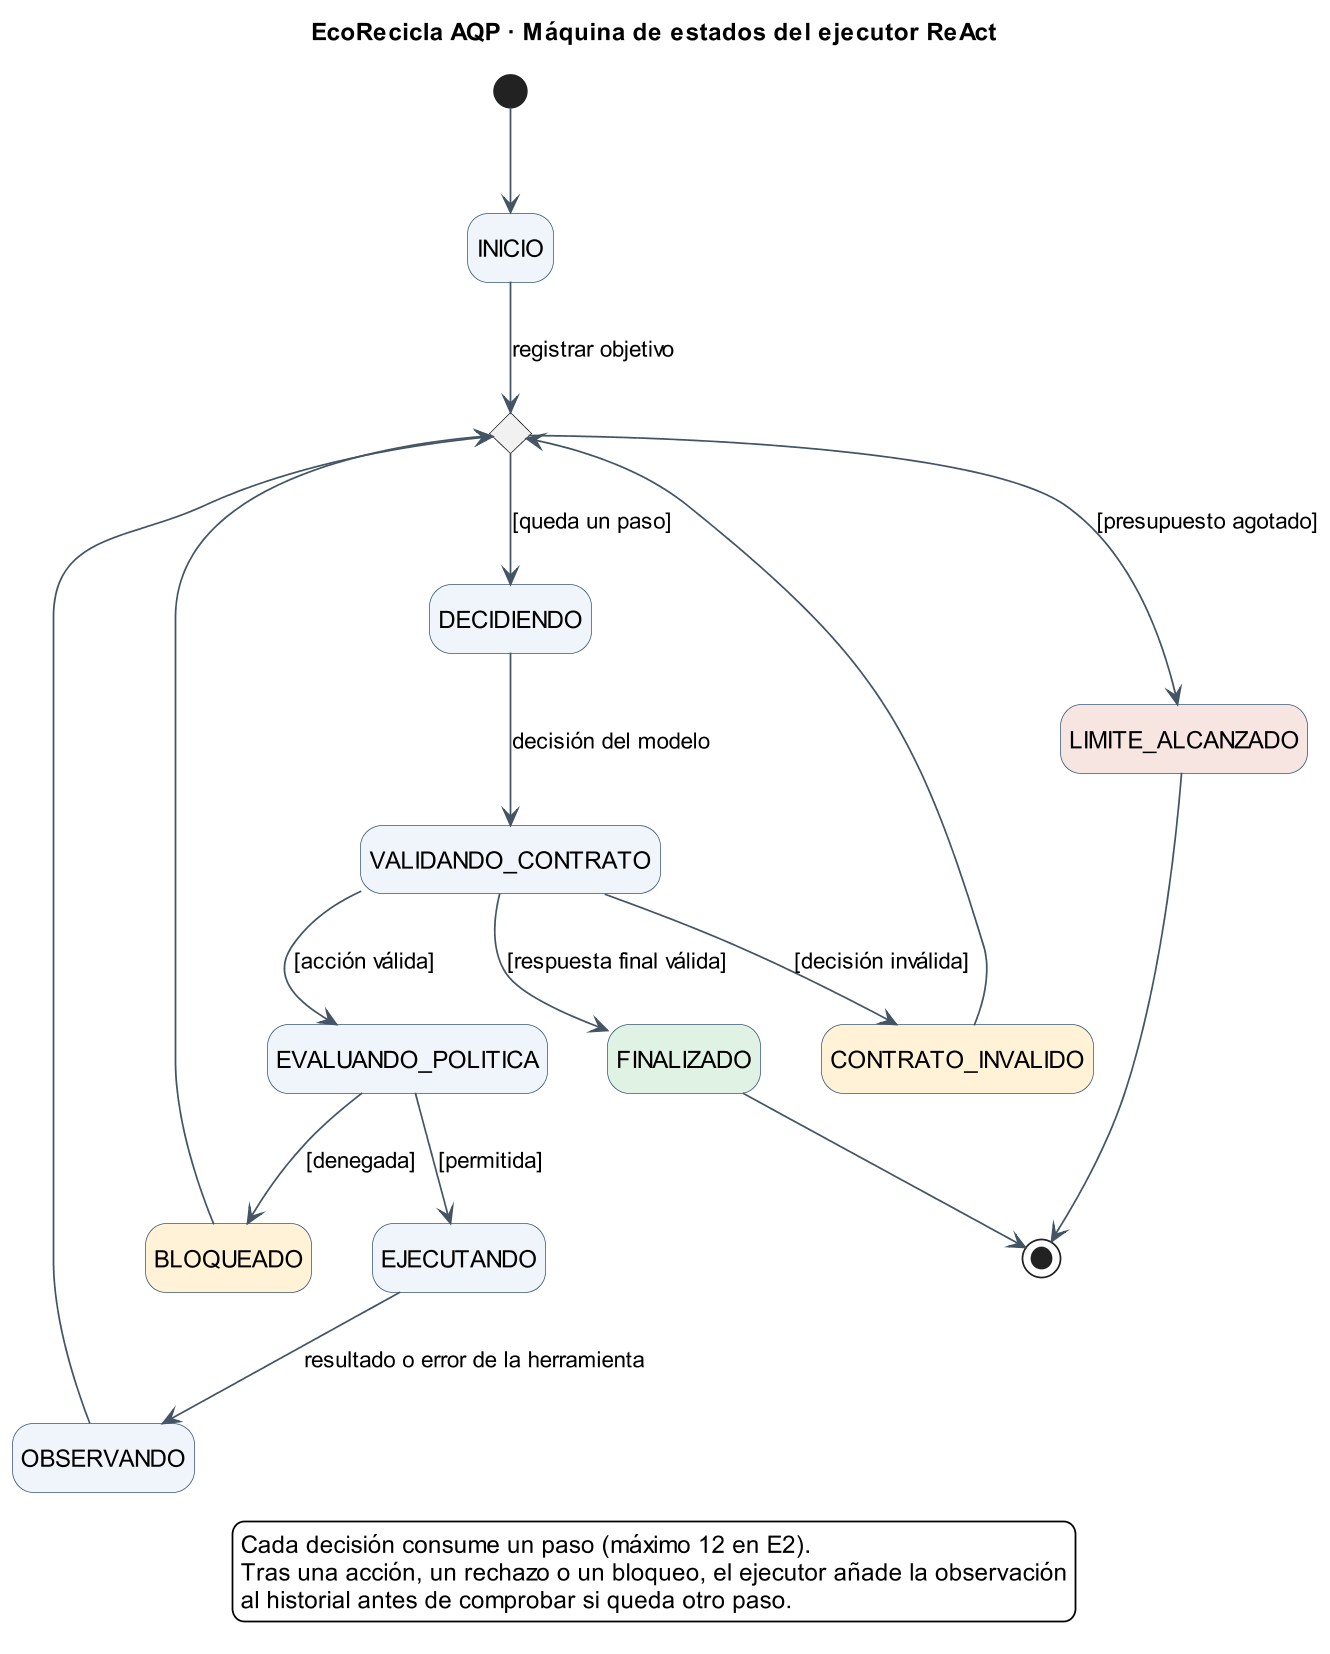 EcoRecicla AQP · Máquina de estados del ejecutor ReAct
INICIO
registrar objetivo
[queda un paso]
[presupuesto agotado]
DECIDIENDO
LIMITE_ALCANZADO
decisión del modelo
VALIDANDO_CONTRATO
[acción válida]
[respuesta final válida]
[decisión inválida]
EVALUANDO_POLITICA
FINALIZADO
CONTRATO_INVALIDO
[denegada]
[permitida]
BLOQUEADO
EJECUTANDO
resultado o error de la herramienta
OBSERVANDO
Cada decisión consume un paso (máximo 12 en E2).
Tras una acción, un rechazo o un bloqueo, el ejecutor añade la observación
al historial antes de comprobar si queda otro paso.